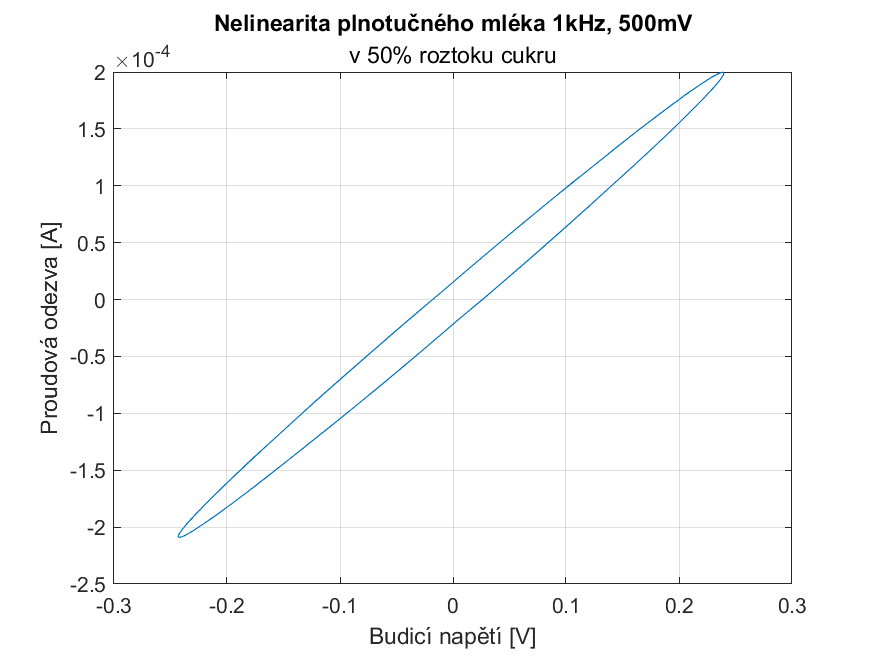 Nelinearita plnotučného mléka 1kHz, 500mV
v 50% roztoku cukru
×10⁻⁴
2
1.5
1
0.5
0
-0.5
-1
-1.5
-2
-2.5
Proudová odezva [A]
-0.3 -0.2 -0.1 0 0.1 0.2 0.3
Budicí napětí [V]